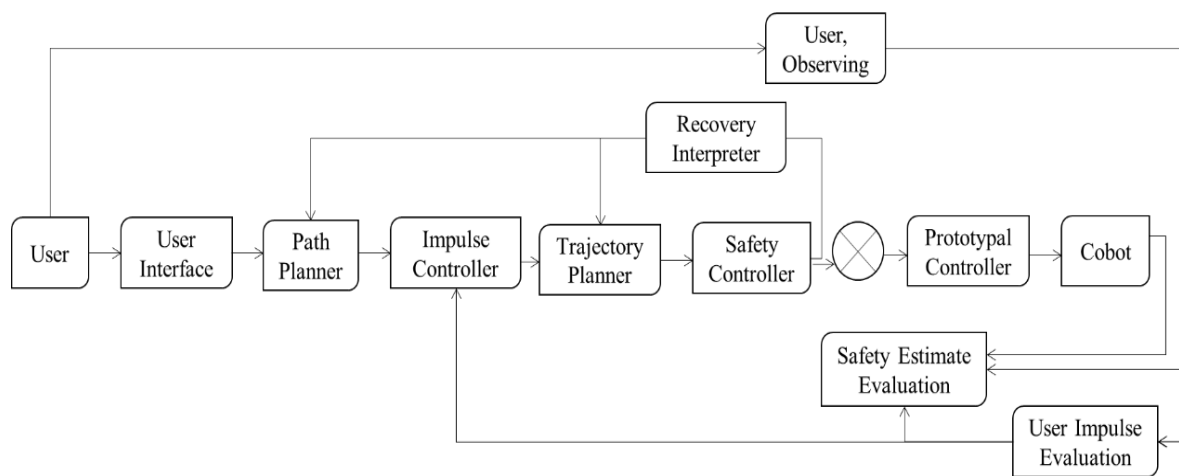 User,
Observing
Recovery
Interpreter
User
User
Interface
Path
Planner
Impulse
Controller
Trajectory
Planner
Safety
Controller
Prototypal
Controller
Cobot
Safety Estimate
Evaluation
User Impulse
Evaluation